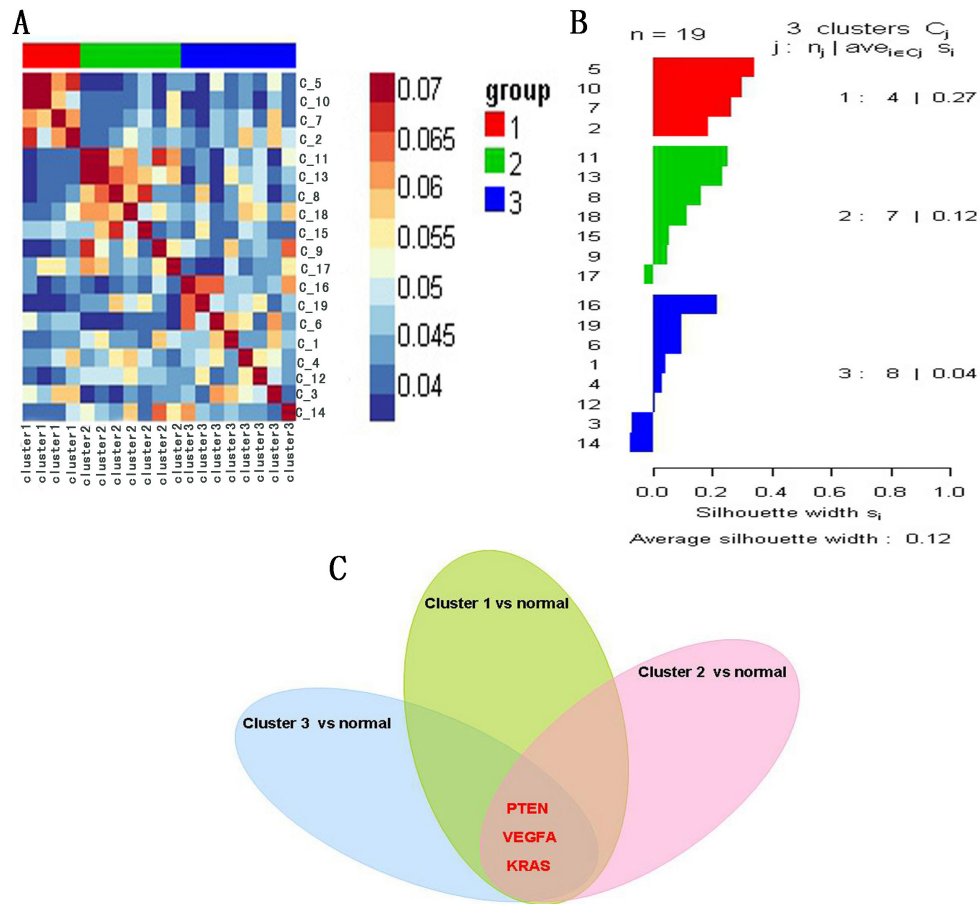 A
C_5
C_10
C_7
C_2
C_11
C_13
C_8
C_18
C_15
C_9
C_17
C_16
C_19
C_6
C_1
C_4
C_12
C_3
C_14
cluster1
cluster1
cluster1
cluster1
cluster2
cluster2
cluster2
cluster2
cluster2
cluster2
cluster2
cluster3
cluster3
cluster3
cluster3
cluster3
cluster3
cluster3
cluster3
0.07
0.065
0.06
0.055
0.05
0.045
0.04
group
1
2
3
B
n = 19
3 clusters Cj
j : nj | avei∈Cj si
5
10
7
2
1 : 4 | 0.27
11
13
8
18
15
9
17
2 : 7 | 0.12
16
19
6
1
4
12
3
14
3 : 8 | 0.04
0.0 0.2 0.4 0.6 0.8 1.0
Silhouette width si
Average silhouette width : 0.12
C
Cluster 1 vs normal
Cluster 2 vs normal
Cluster 3 vs normal
PTEN
VEGFA
KRAS